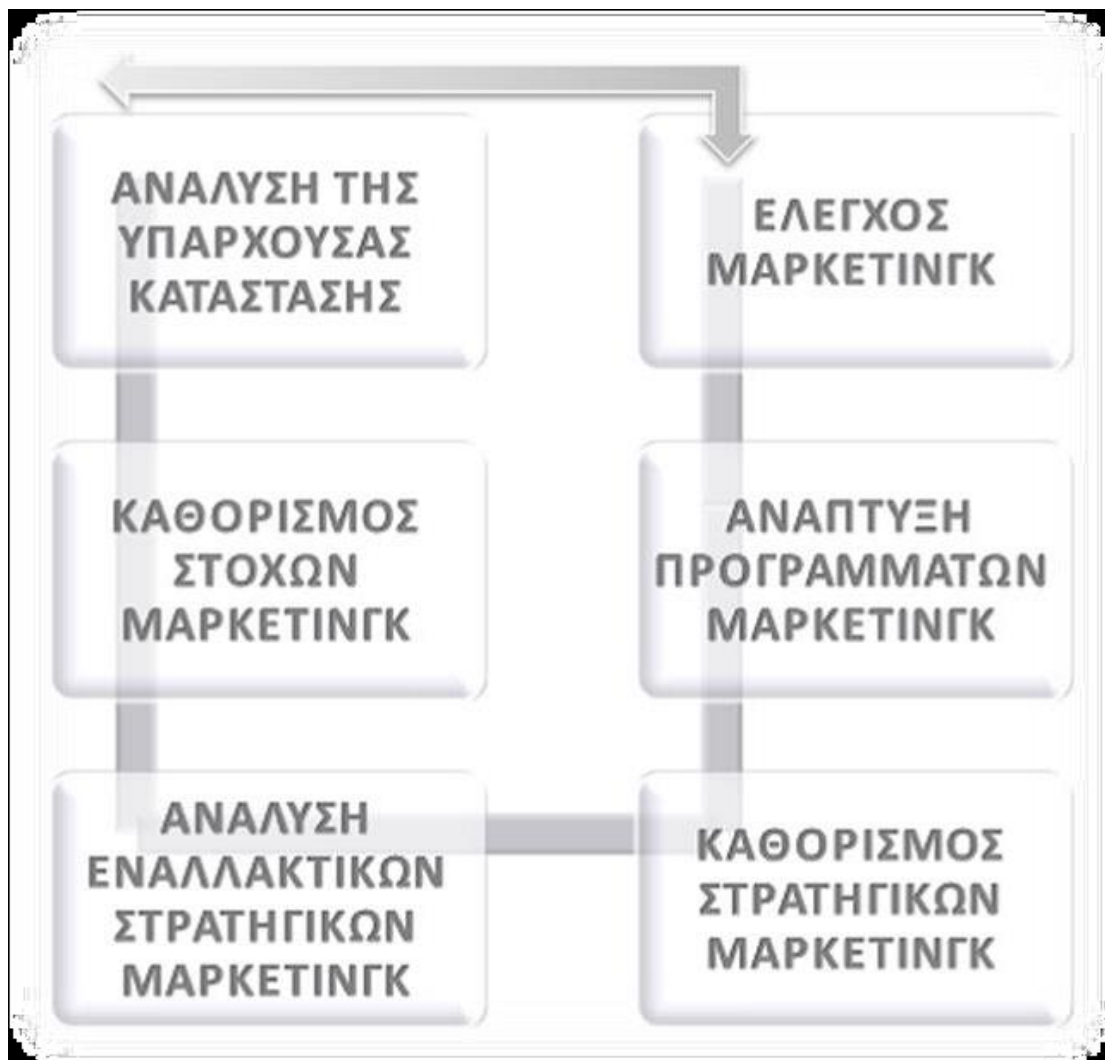 ΑΝΑΛΥΣΗ ΤΗΣ
ΥΠΑΡΧΟΥΣΑΣ
ΚΑΤΑΣΤΑΣΗΣ
ΚΑΘΟΡΙΣΜΟΣ
ΣΤΟΧΩΝ
ΜΑΡΚΕΤΙΝΓΚ
ΑΝΑΛΥΣΗ
ΕΝΑΛΛΑΚΤΙΚΩΝ
ΣΤΡΑΤΗΓΙΚΩΝ
ΜΑΡΚΕΤΙΝΓΚ
ΚΑΘΟΡΙΣΜΟΣ
ΣΤΡΑΤΗΓΙΚΩΝ
ΜΑΡΚΕΤΙΝΓΚ
ΑΝΑΠΤΥΞΗ
ΠΡΟΓΡΑΜΜΑΤΩΝ
ΜΑΡΚΕΤΙΝΓΚ
ΕΛΕΓΧΟΣ
ΜΑΡΚΕΤΙΝΓΚ